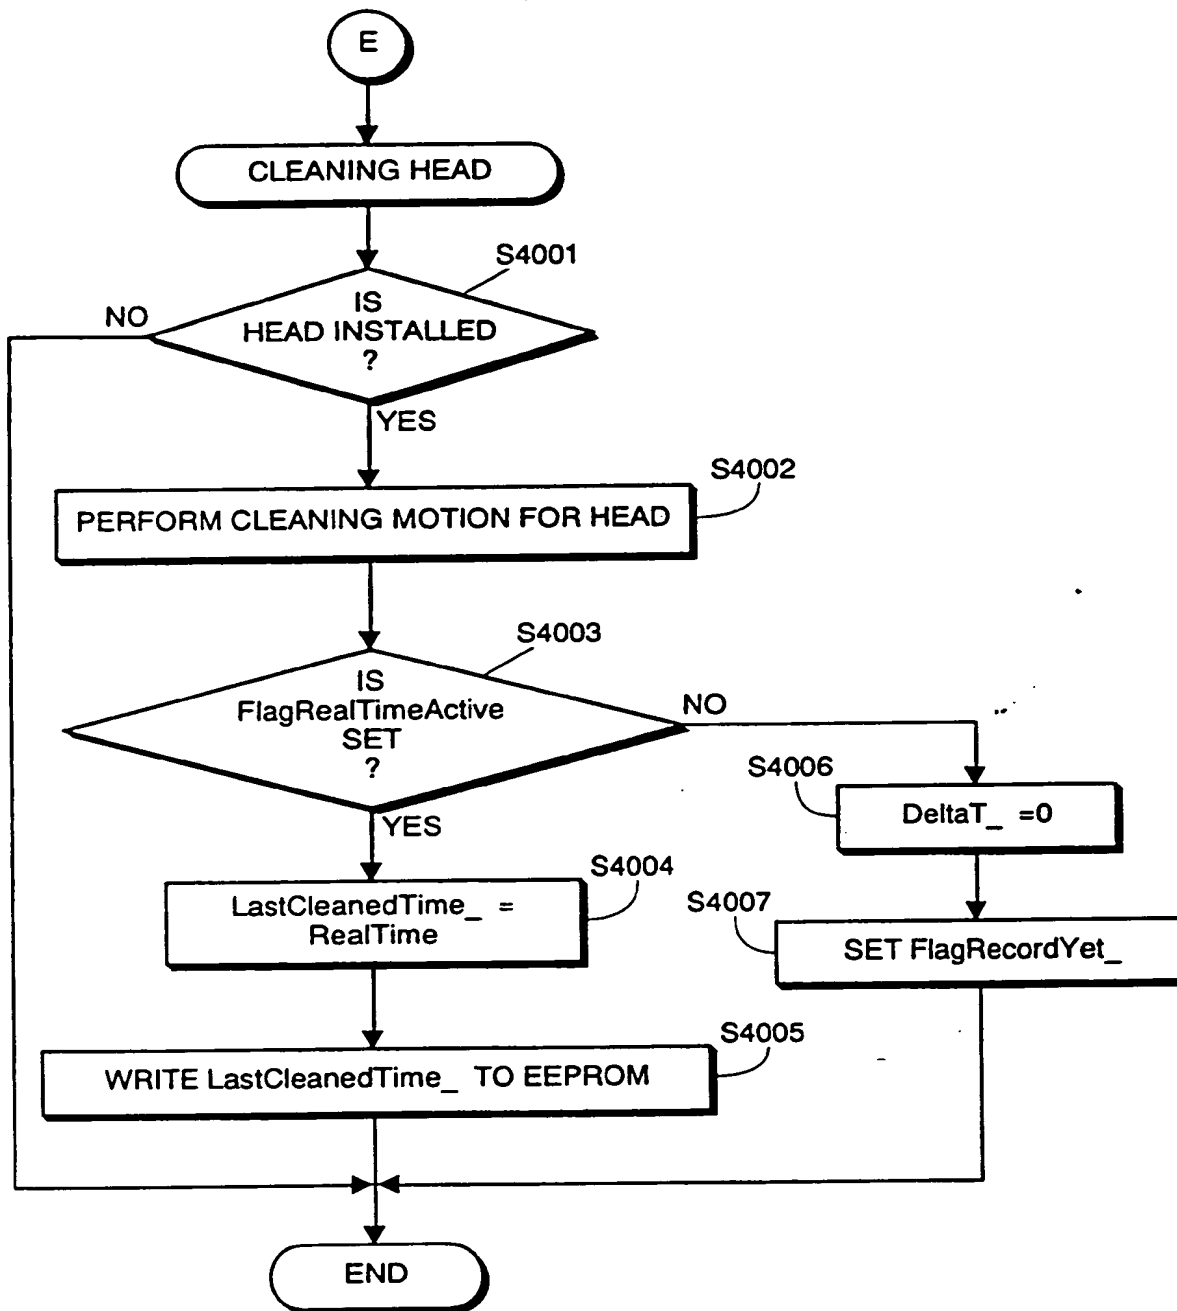 E
CLEANING HEAD
S4001
IS
HEAD INSTALLED
?
NO
YES
S4002
PERFORM CLEANING MOTION FOR HEAD
S4003
IS
FlagRealTimeActive
SET
?
NO
YES
S4006
DeltaT_ =0
S4004
LastCleanedTime_ =
RealTime
S4007
SET FlagRecordYet_
S4005
WRITE LastCleanedTime_ TO EEPROM
END